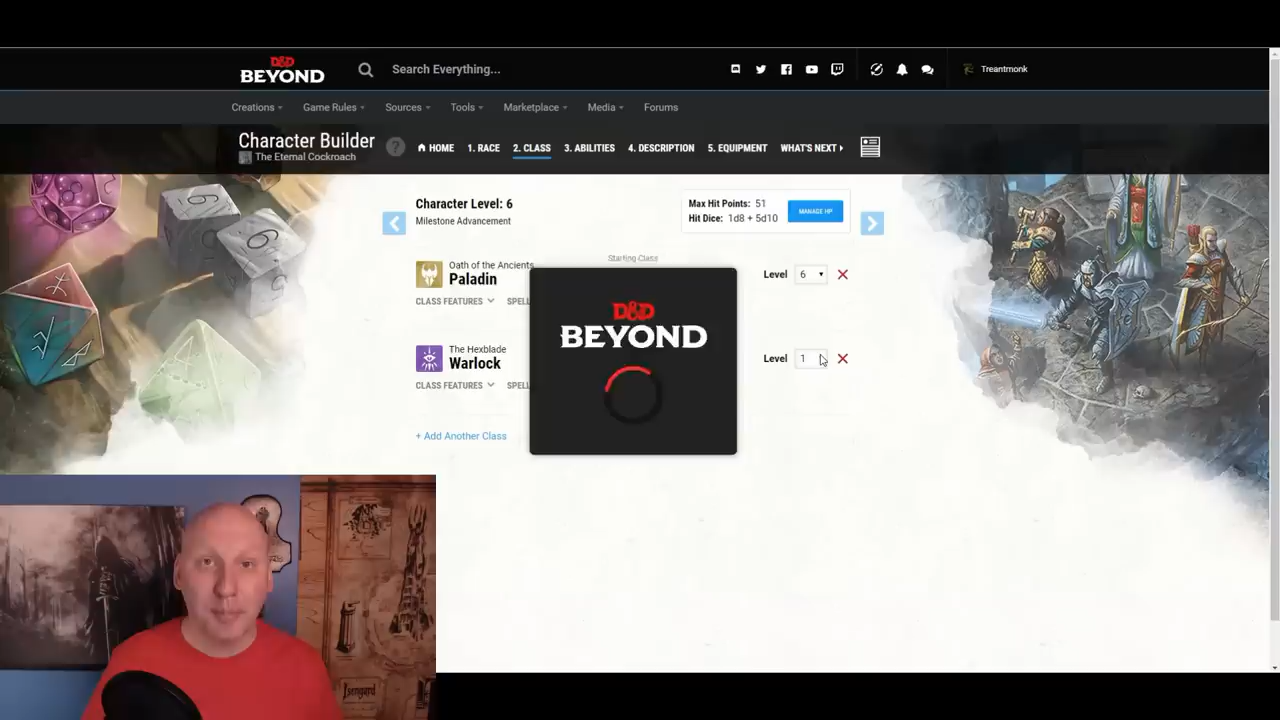 D&D
BEYOND
Search Everything...
Treantmonk
Creations
Game Rules
Sources
Tools
Marketplace
Media
Forums
Character Builder
The Eternal Cockroach
?
HOME
1. RACE
2. CLASS
3. ABILITIES
4. DESCRIPTION
5. EQUIPMENT
WHAT'S NEXT
Character Level: 6
Milestone Advancement
Max Hit Points: 51
Hit Dice: 1d8 + 5d10
MANAGE HP
Starting Class
Oath of the Ancients
Paladin
Level 6
CLASS FEATURES SPELL
D&D
BEYOND
The Hexblade
Warlock
Level 1
CLASS FEATURES SPELL
+ Add Another Class
Isengard